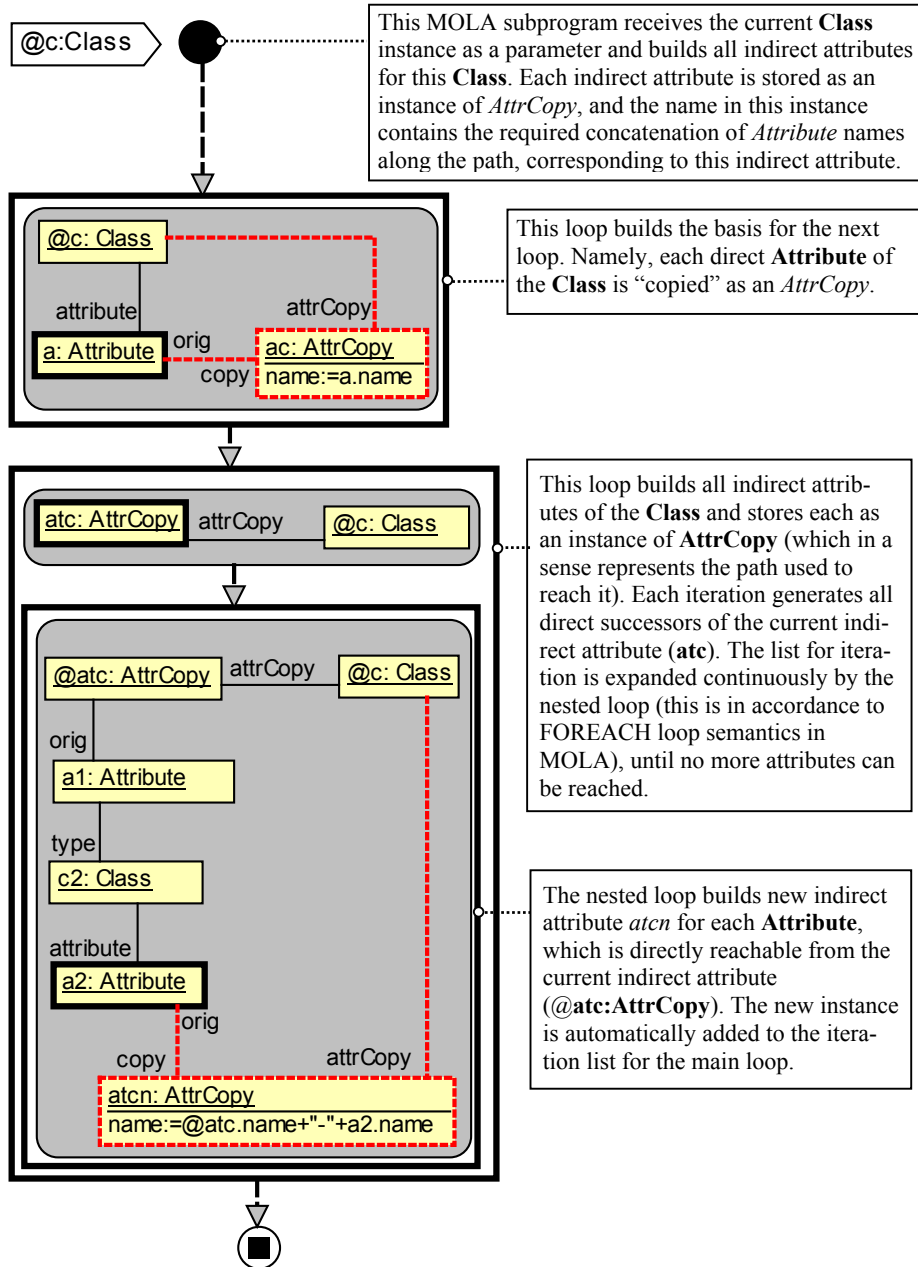 @c:Class
This MOLA subprogram receives the current Class
instance as a parameter and builds all indirect attributes
for this Class. Each indirect attribute is stored as an
instance of AttrCopy, and the name in this instance
contains the required concatenation of Attribute names
along the path, corresponding to this indirect attribute.
@c: Class
attribute
attrCopy
a: Attribute
orig
copy
ac: AttrCopy
name:=a.name
This loop builds the basis for the next
loop. Namely, each direct Attribute of
the Class is “copied” as an AttrCopy.
atc: AttrCopy
attrCopy
@c: Class
This loop builds all indirect attrib-
utes of the Class and stores each as
an instance of AttrCopy (which in a
sense represents the path used to
reach it). Each iteration generates all
direct successors of the current indi-
rect attribute (atc). The list for itera-
tion is expanded continuously by the
nested loop (this is in accordance to
FOREACH loop semantics in
MOLA), until no more attributes can
be reached.
@atc: AttrCopy
attrCopy
@c: Class
orig
a1: Attribute
type
c2: Class
attribute
a2: Attribute
orig
copy
attrCopy
atcn: AttrCopy
name:=@atc.name+"-"+a2.name
The nested loop builds new indirect
attribute atcn for each Attribute,
which is directly reachable from the
current indirect attribute
(@atc:AttrCopy). The new instance
is automatically added to the itera-
tion list for the main loop.